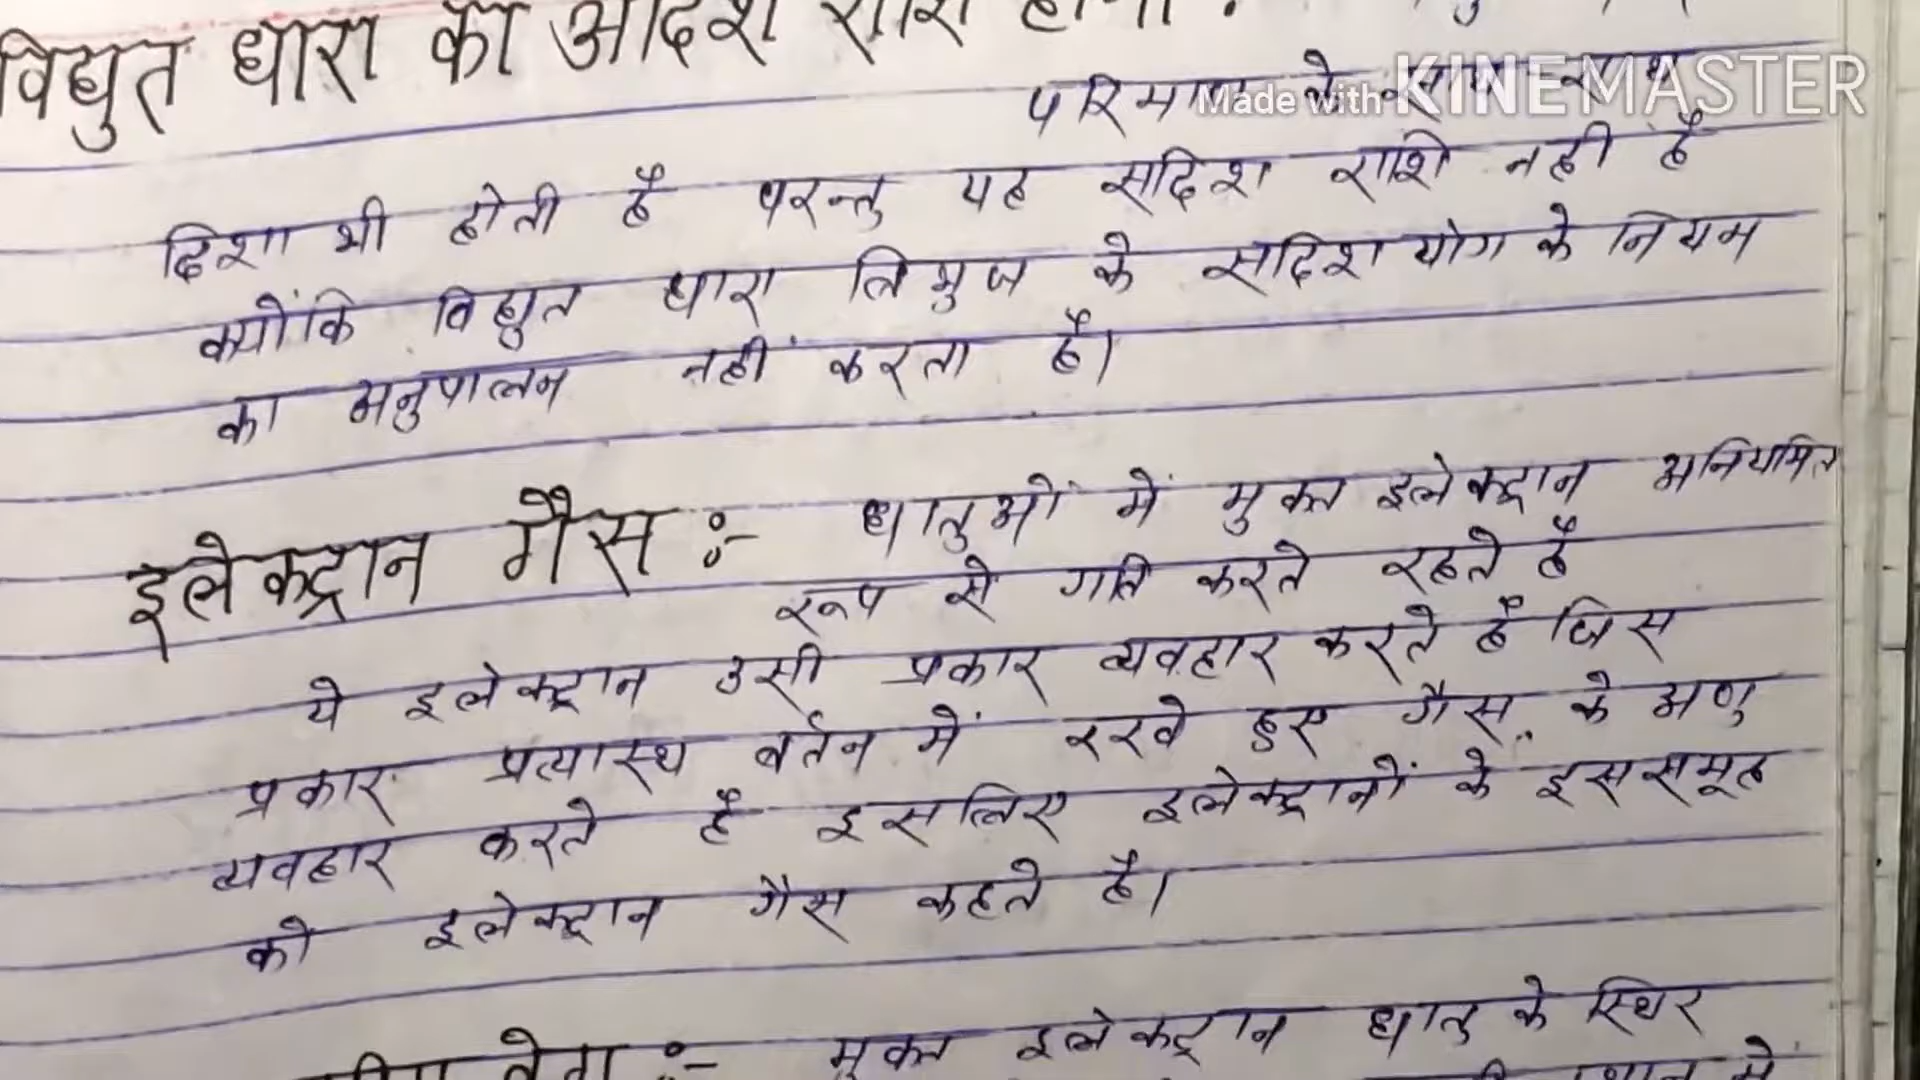 विद्युत धारा का आदिश राशि होना
परिमाण के साथ-साथ
Made with KINEMASTER
दिशा भी होती है परन्तु यह सदिश राशि नही है
क्योंकि विद्युत धारा त्रिभुज के सदिश योग के नियम
का अनुपालन नहीं करता है।
इलेक्ट्रान गैस :- धातुओं में मुक्त इलेक्ट्रान अनियमित
रूप से गति करते रहते है
ये इलेक्ट्रान उसी प्रकार व्यवहार करते है जिस
प्रकार प्रत्यास्थ बर्तन में रखे हुए गैस के अणु
व्यवहार करते है इसलिए इलेक्ट्रानों के इस समूह
को इलेक्ट्रान गैस कहते है।
वेग :- मुक्त इलेक्ट्रान धातु के स्थिर
में